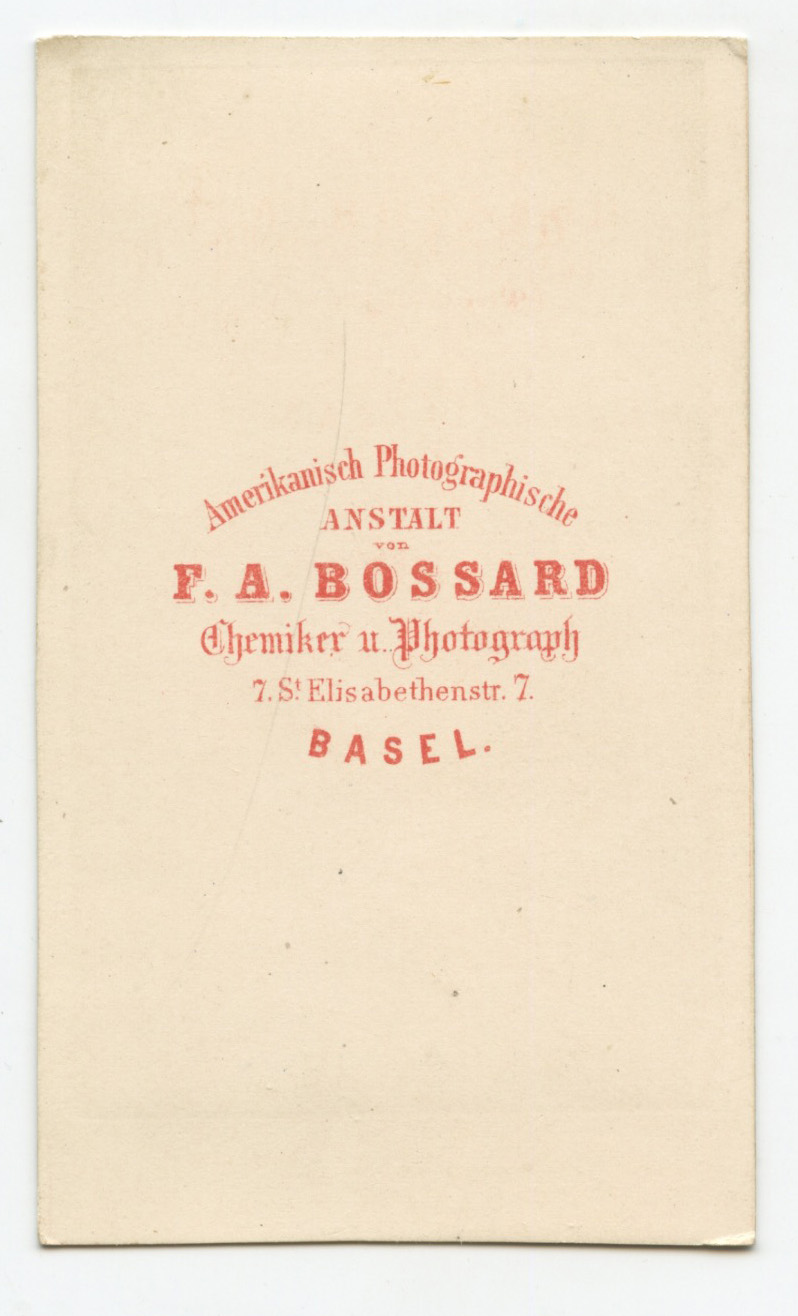 Amerikanisch Photographische
ANSTALT
von
F. A. BOSSARD
Chemiker u. Photograph
7. St Elisabethenstr. 7.
BASEL.